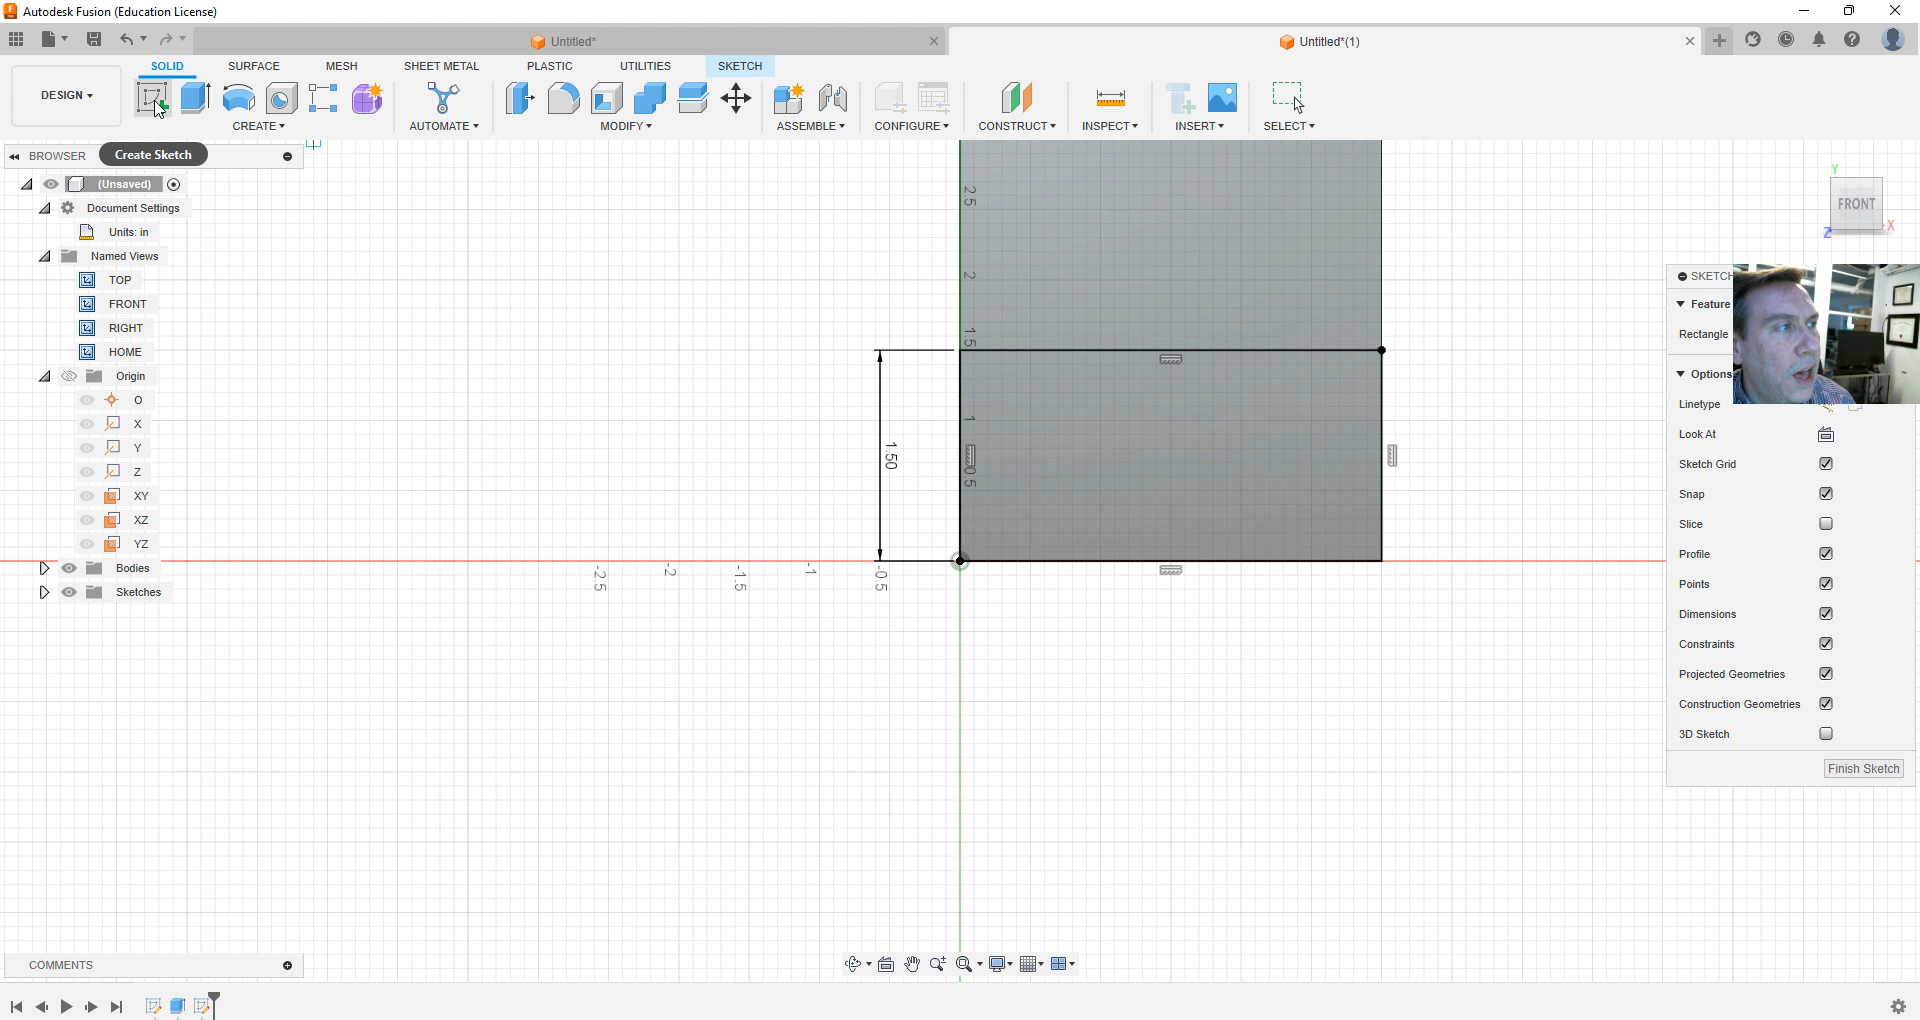 Autodesk Fusion (Education License)
Untitled*
Untitled*(1)
DESIGN
SOLID
SURFACE
MESH
SHEET METAL
PLASTIC
UTILITIES
SKETCH
CREATE
AUTOMATE
MODIFY
ASSEMBLE
CONFIGURE
CONSTRUCT
INSPECT
INSERT
SELECT
BROWSER
Create Sketch
(Unsaved)
Document Settings
Units: in
Named Views
TOP
FRONT
RIGHT
HOME
Origin
O
X
Y
Z
XY
XZ
YZ
Bodies
Sketches
2.5
2
1.5
1
0.5
1.50
-2.5
-2
-1.5
-1
-0.5
Y
FRONT
X
Z
SKETCH
Feature
Rectangle
Options
Linetype
Look At
Sketch Grid
Snap
Slice
Profile
Points
Dimensions
Constraints
Projected Geometries
Construction Geometries
3D Sketch
Finish Sketch
COMMENTS